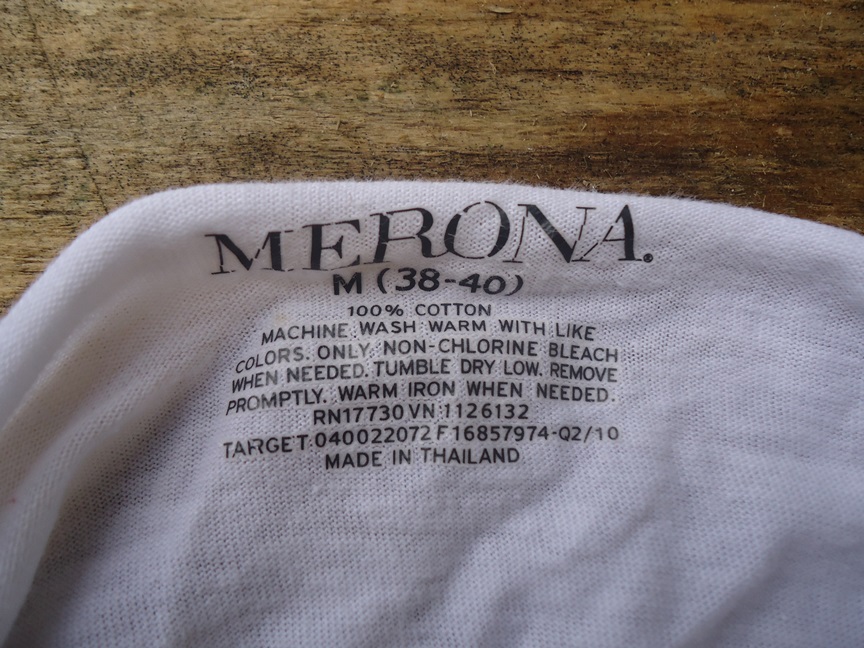 MERONA.
M (38-40)
100% COTTON
MACHINE WASH WARM WITH LIKE
COLORS. ONLY NON-CHLORINE BLEACH
WHEN NEEDED. TUMBLE DRY LOW. REMOVE
PROMPTLY. WARM IRON WHEN NEEDED.
RN17730 VN 1126132
TARGET 040022072 F 16857974-Q2/10
MADE IN THAILAND